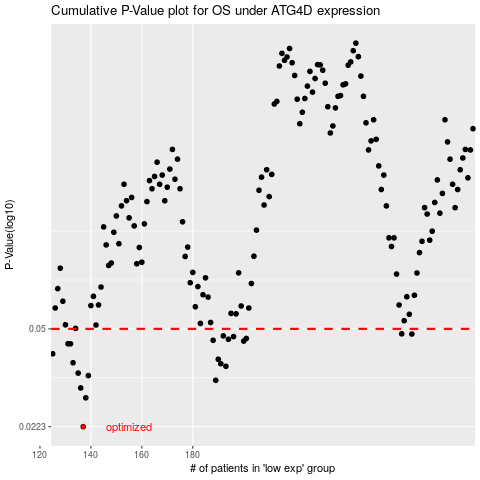 Cumulative P-Value plot for OS under ATG4D expression
P-Value(log10)
0.05
0.0223
optimized
120 140 160 180
# of patients in 'low exp' group